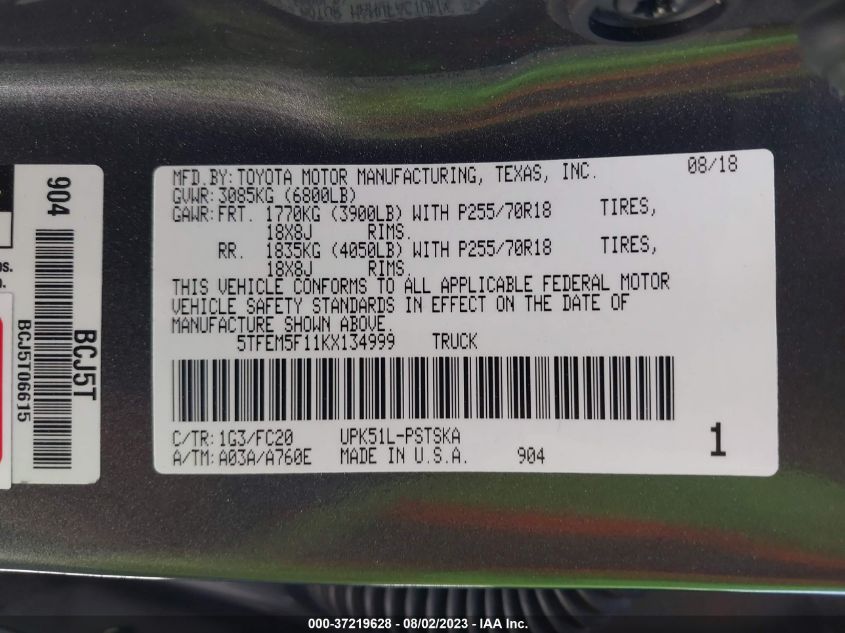 MFD.BY:TOYOTA MOTOR MANUFACTURING, TEXAS, INC. 08/18
GVWR:3085KG (6800LB)
GAWR:FRT. 1770KG (3900LB) WITH P255/70R18 TIRES,
18X8J RIMS.
RR. 1835KG (4050LB) WITH P255/70R18 TIRES,
18X8J RIMS.
THIS VEHICLE CONFORMS TO ALL APPLICABLE FEDERAL MOTOR
VEHICLE SAFETY STANDARDS IN EFFECT ON THE DATE OF
MANUFACTURE SHOWN ABOVE.
5TFEM5F11KX134999 TRUCK
C/TR:1G3/FC20 UPK51L-PSTSKA
A/TM:A03A/A760E MADE IN U.S.A. 904 1
904
BCJ5T
BCJ5T06615
000-37219628 - 08/02/2023 - IAA Inc.